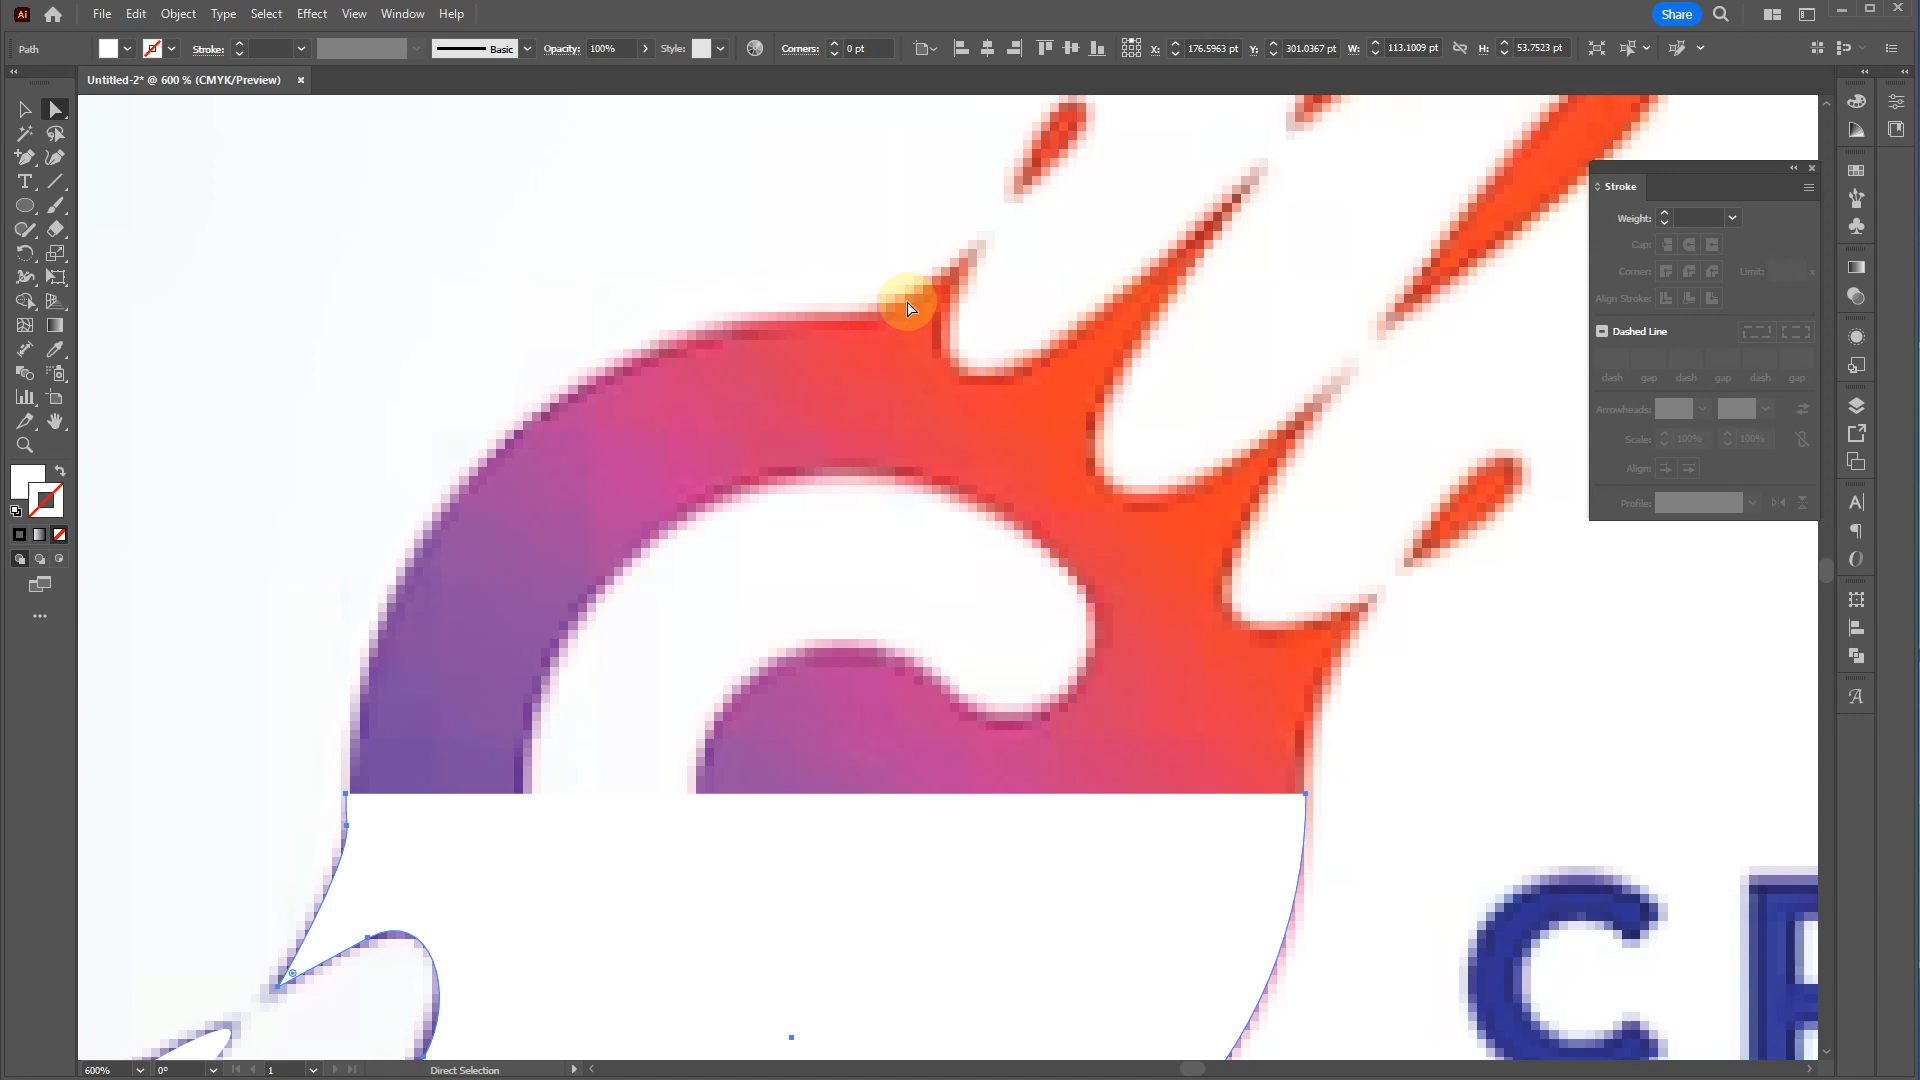 Ai File Edit Object Type Select Effect View Window Help Share
Path Stroke: Basic Opacity: 100% Style: Corners: 0 pt X: 176.5963 pt Y: 301.0367 pt W: 113.1009 pt H: 53.7523 pt
Untitled-2* @ 600 % (CMYK/Preview) ×
Stroke
Weight:
Cap:
Corner: Limit: x
Align Stroke:
Dashed Line
dash gap dash gap dash gap
Arrowheads:
Scale: 100% 100%
Align:
Profile:
C
600% 0° 1 Direct Selection